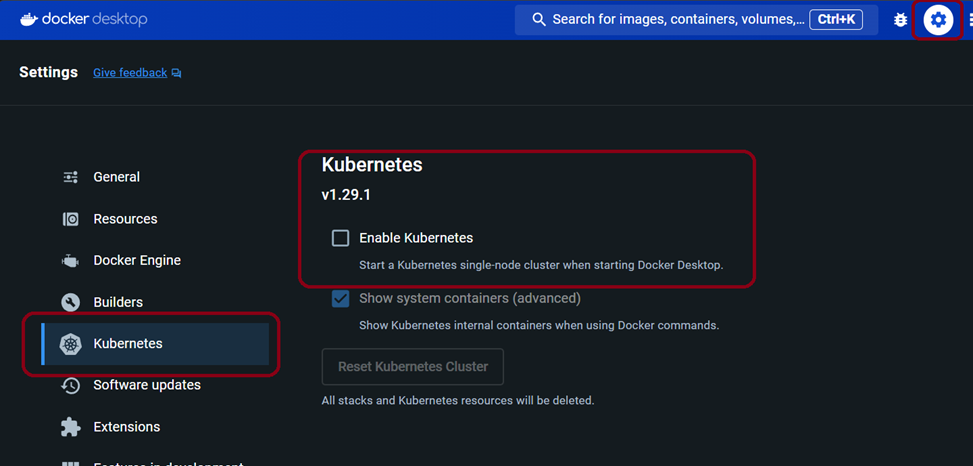 docker desktop
Search for images, containers, volumes,... Ctrl+K
Settings Give feedback
General
Resources
Docker Engine
Builders
Kubernetes
Software updates
Extensions
Features in development
Kubernetes
v1.29.1
Enable Kubernetes
Start a Kubernetes single-node cluster when starting Docker Desktop.
Show system containers (advanced)
Show Kubernetes internal containers when using Docker commands.
Reset Kubernetes Cluster
All stacks and Kubernetes resources will be deleted.